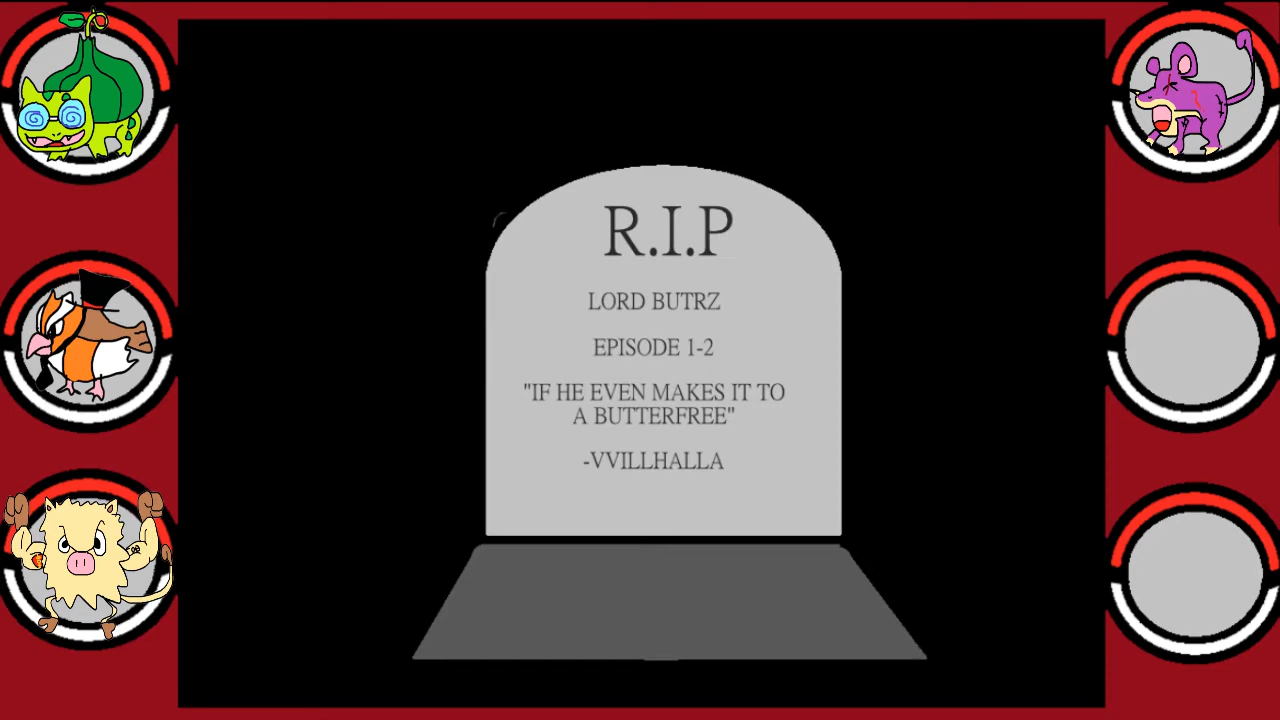 R.I.P
LORD BUTRZ
EPISODE 1-2
"IF HE EVEN MAKES IT TO
A BUTTERFREE"
-VVILLHALLA